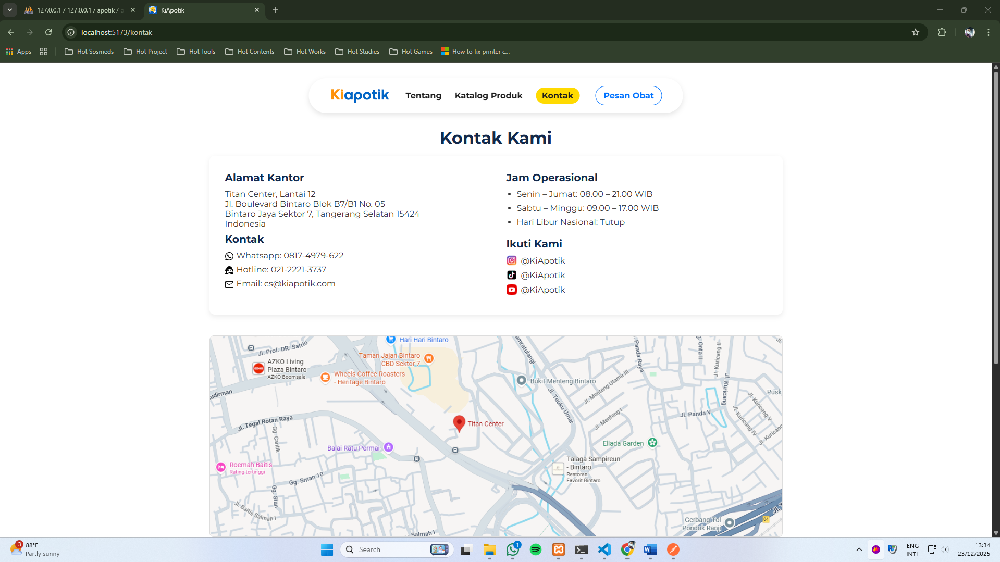 127.0.0.1 / 127.0.0.1 / apotik / p
KiApotik
localhost:5173/kontak
Apps
Hot Sosmeds
Hot Project
Hot Tools
Hot Contents
Hot Works
Hot Studies
Hot Games
How to fix printer c...
Kiapotik
Tentang
Katalog Produk
Kontak
Pesan Obat
Kontak Kami
Alamat Kantor
Titan Center, Lantai 12
Jl. Boulevard Bintaro Blok B7/B1 No. 05
Bintaro Jaya Sektor 7, Tangerang Selatan 15424
Indonesia
Kontak
Whatsapp: 0817-4979-622
Hotline: 021-2221-3737
Email: cs@kiapotik.com
Jam Operasional
• Senin – Jumat: 08.00 – 21.00 WIB
• Sabtu – Minggu: 09.00 – 17.00 WIB
• Hari Libur Nasional: Tutup
Ikuti Kami
@KiApotik
@KiApotik
@KiApotik
Hari Hari Bintaro
Jl. Prof. DR. Satrio
Taman Jajan Bintaro
CBD Sektor 7
AZKO Living
Plaza Bintaro
AZKO Boomsale
Wheels Coffee Roasters
- Heritage Bintaro
udirman
amratulangi
Bukit Menteng Bintaro
Jl. Menteng Utama III
Jl. Teuku Umar
Jl. Menteng I
. Panda Raya
g. Onta II
Jl. Kuricang II
Jl. Kuricang
Pusk
Jl. Kuricang V
Jl. Kuricang IV
Jl. Kuricang
Jl. Panda V
Jl. Tegal Rotan Raya
Gg. Cantik
Titan Center
Balai Ratu Permai
Ellada Garden
Roemah Baitis
Rating tertinggi
Talaga Sampireun
- Bintaro
Restoran
Favorit Bintaro
Gg. Sman 10
Gg. Sian
Jl. Baitis Salmah I
Salmah I
Gerbang Tol
Pondok Ranji
04
Jl. T
3
88°F
Partly sunny
Search
1
ENG
INTL
13:34
23/12/2025